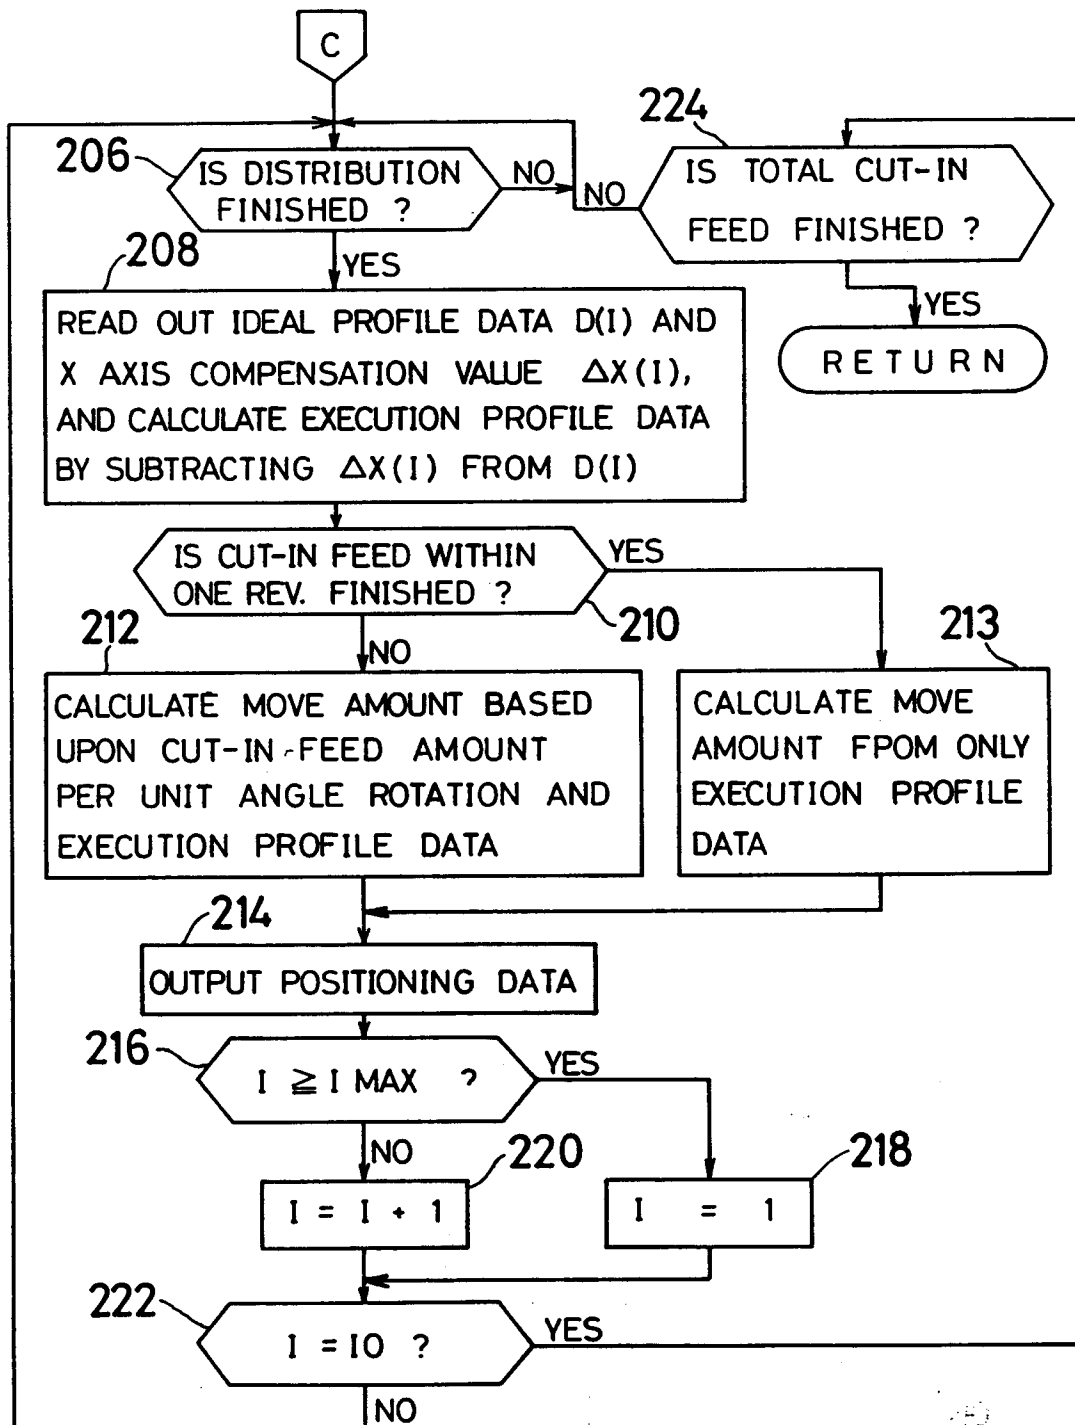 C
224
206
IS DISTRIBUTION
FINISHED ?
NO
NO
IS TOTAL CUT-IN
FEED FINISHED ?
208
YES
YES
RETURN
READ OUT IDEAL PROFILE DATA D(I) AND
X AXIS COMPENSATION VALUE ΔX(I),
AND CALCULATE EXECUTION PROFILE DATA
BY SUBTRACTING ΔX(I) FROM D(I)
IS CUT-IN FEED WITHIN
ONE REV. FINISHED ?
YES
210
212
NO
213
CALCULATE MOVE AMOUNT BASED
UPON CUT-IN FEED AMOUNT
PER UNIT ANGLE ROTATION AND
EXECUTION PROFILE DATA
CALCULATE MOVE
AMOUNT FPOM ONLY
EXECUTION PROFILE
DATA
214
OUTPUT POSITIONING DATA
216
I ≧ I MAX ?
YES
NO
220
218
I = I + 1
I = 1
222
I = IO ?
YES
NO